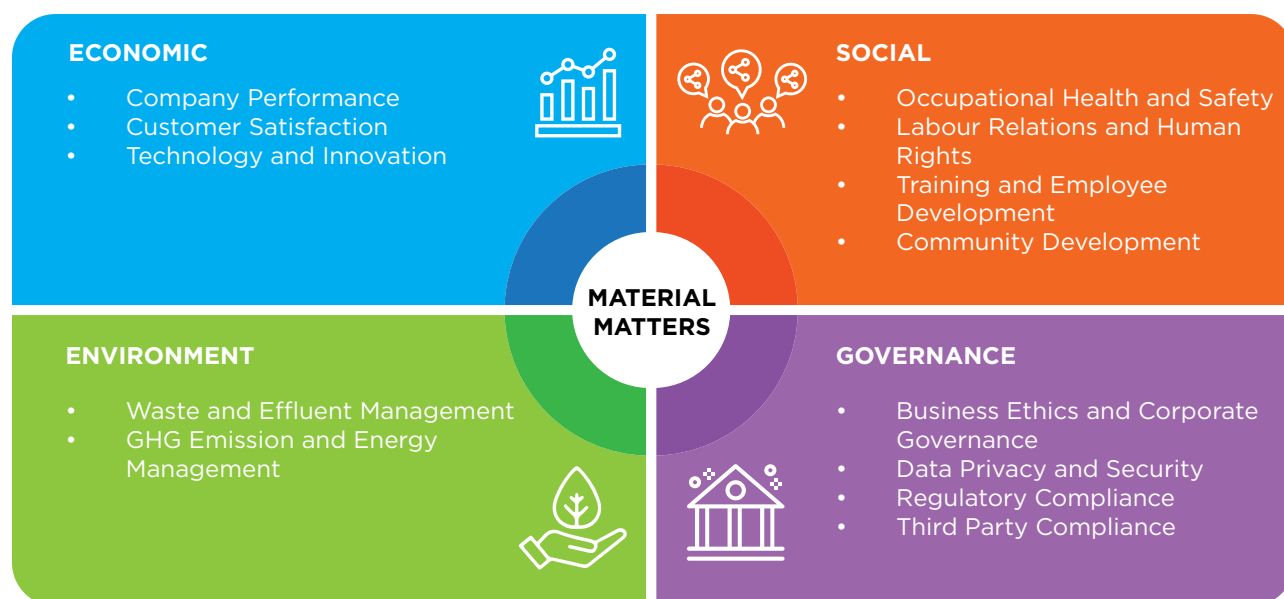 ECONOMIC
• Company Performance
• Customer Satisfaction
• Technology and Innovation
SOCIAL
• Occupational Health and Safety
• Labour Relations and Human
Rights
• Training and Employee
Development
• Community Development
MATERIAL
MATTERS
ENVIRONMENT
• Waste and Effluent Management
• GHG Emission and Energy
Management
GOVERNANCE
• Business Ethics and Corporate
Governance
• Data Privacy and Security
• Regulatory Compliance
• Third Party Compliance